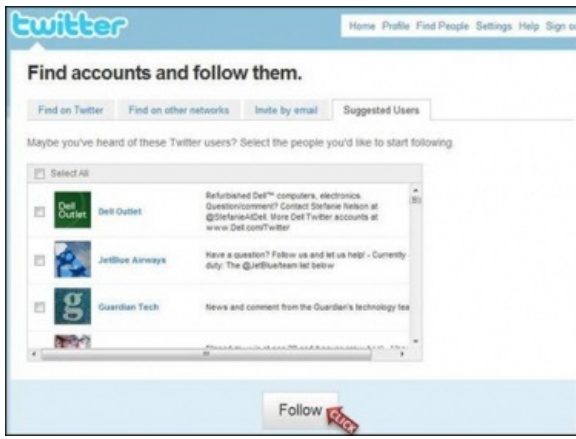 twitter
Home Profile Find People Settings Help Sign
Find accounts and follow them.
Find on Twitter Find on other networks Invite by email Suggested Users
Maybe you've heard of these Twitter users? Select the people you'd like to start following
Select All
Dell Outlet
Dell Outlet
Refurbished Dell™ computers, electronics.
Question/comment? Contact Stefanie Nelson at
@StefanieAtDell. More Dell Twitter accounts at
www.Dell.com/Twitter
JetBlue Airways
Have a question? Follow us and let us help! - Currently
duty: The @JetBlue/team list below
g
Guardian Tech
News and comment from the Guardian's technology tea
Follow
CLICK